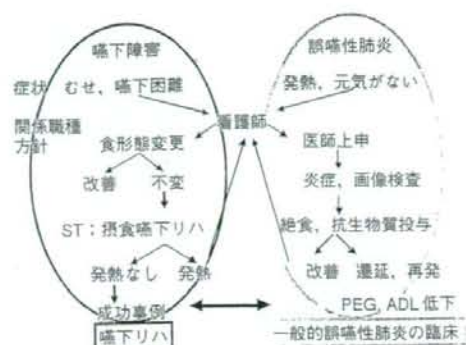 嚥下障害 誤嚥性肺炎
症状 むせ、嚥下困難 発熱、元気がない
関係職種 看護師
方針 食形態変更 医師上申
改善 不変 炎症、画像検査
ST：摂食嚥下リハ 絶食、抗生物質投与
発熱なし 発熱 改善 遷延、再発
成功事例 PEG, ADL低下
嚥下リハ 一般的誤嚥性肺炎の臨床